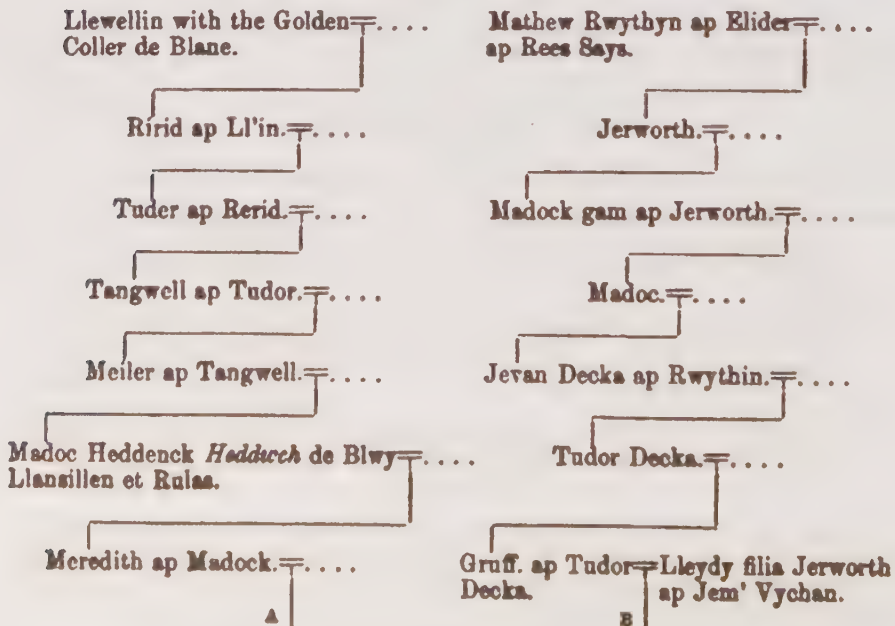 Llewellin with the Golden=....
Coller de Blane.
Ririd ap Ll'in.=....
Tuder ap Rerid.=....
Tangwell ap Tudor.=....
Meiler ap Tangwell.=....
Madoc Heddenck Heddwch de Blwy=....
Llansillen et Rulas.
Meredith ap Madock.=....
A
Mathew Rwythyn ap Elider=....
ap Rees Says.
Jerworth.=....
Madock gam ap Jerworth.=....
Madoc.=....
Jevan Decka ap Rwythin.=....
Tudor Decka.=....
Gruff. ap Tudor=Lleydy filia Jerworth
Decka. ap Jem' Vychan.
B